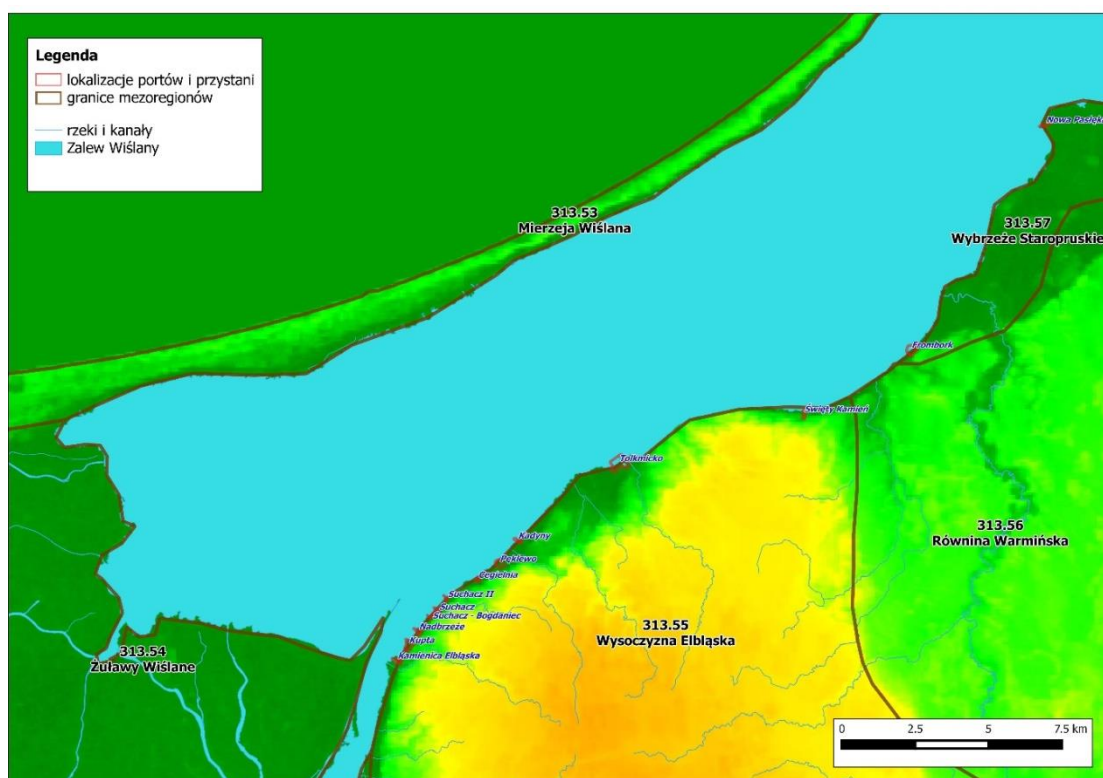 Legenda
lokalizacje portów i przystani
granice mezoregionów
rzeki i kanały
Zalew Wiślany
Nowa Pasłęka
313.53
Mierzeja Wiślana
313.57
Wybrzeże Staropruskie
Frombork
Święty Kamień
Tolkmicko
313.56
Równina Warmińska
Kadyny
Pęklewo
Cegielnia
Suchacz II
Suchacz
Suchacz - Bogdaniec
Nadbrzeże
Kupta
Kamienica Elbląska
313.55
Wysoczyzna Elbląska
313.54
Żuławy Wiślane
0 2.5 5 7.5 km